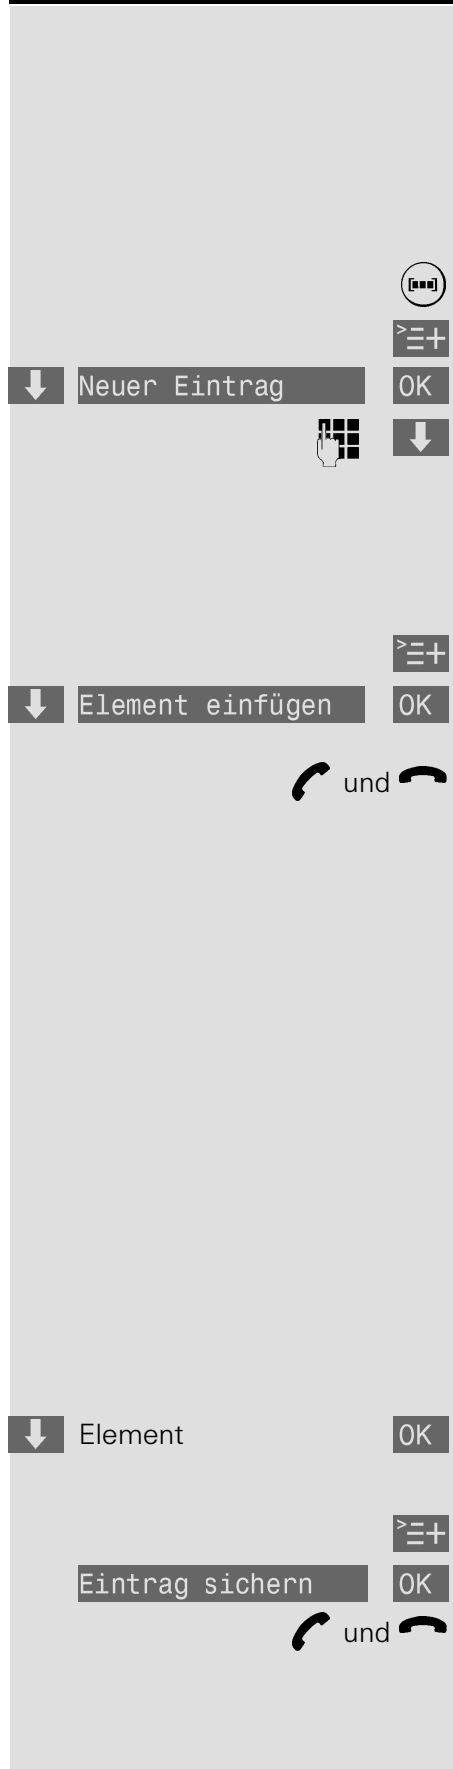 Neuer Eintrag OK
Element einfügen OK
und
Element OK
Eintrag sichern OK
und